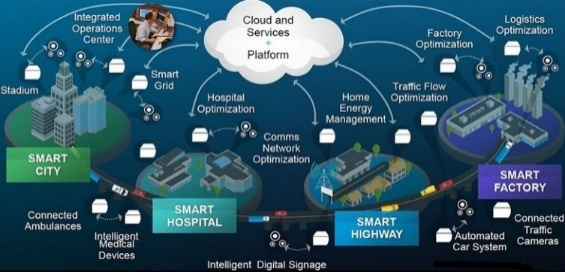 Integrated
Operations
Center
Cloud and
Services
+
Platform
Logistics
Optimization
Factory
Optimization
Stadium
Smart
Grid
Hospital
Optimization
Home
Energy
Management
Traffic Flow
Optimization
Comms
Network
Optimization
SMART
CITY
SMART
HOSPITAL
SMART
HIGHWAY
SMART
FACTORY
Connected
Ambulances
Intelligent
Medical
Devices
Intelligent Digital Signage
Automated
Car System
Connected
Traffic
Cameras